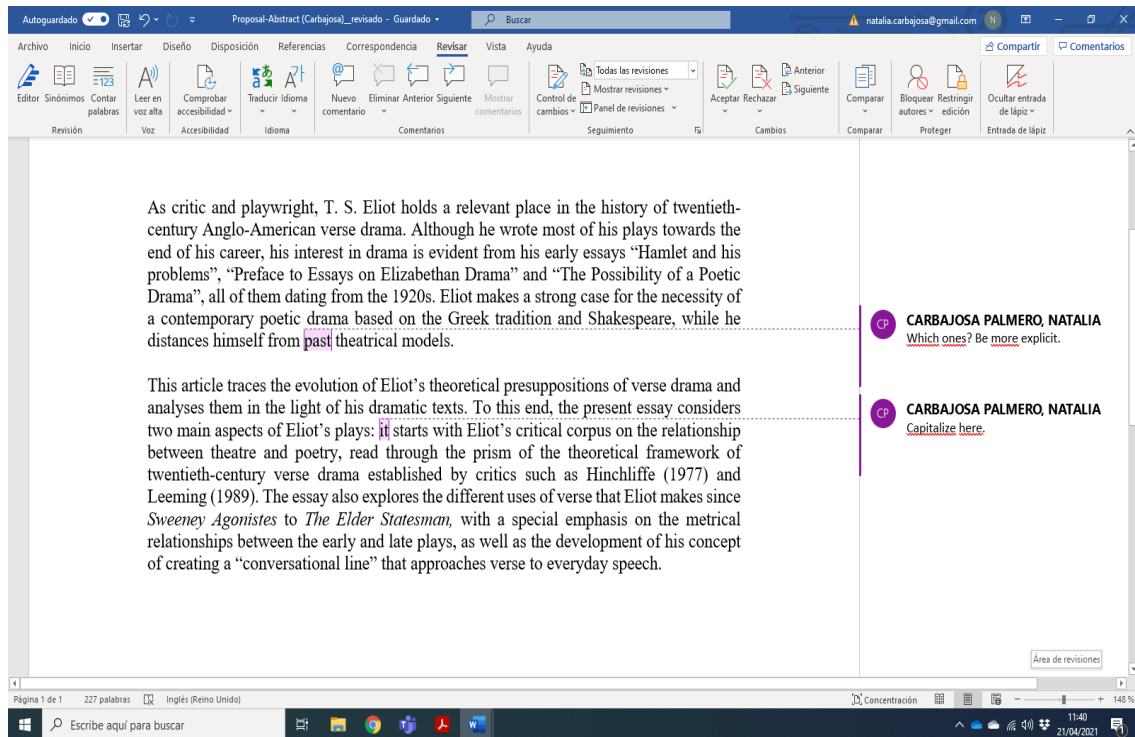 Autoguardado Proposal-Abstract (Carbajosa)_revisado - Guardado Buscar natalia.carbajosa@gmail.com N
Archivo Inicio Insertar Diseño Disposición Referencias Correspondencia Revisar Vista Ayuda Compartir Comentarios
Editor Sinónimos Contar palabras Leer en voz alta Comprobar accesibilidad Traducir Idioma Nuevo comentario Eliminar Anterior Siguiente Mostrar comentarios Control de cambios Todas las revisiones Mostrar revisiones Panel de revisiones Aceptar Rechazar Anterior Siguiente Comparar Bloquear autores Restringir edición Ocultar entrada de lápiz
Revisión Voz Accesibilidad Idioma Comentarios Seguimiento Cambios Comparar Proteger Entrada de lápiz
As critic and playwright, T. S. Eliot holds a relevant place in the history of twentieth-
century Anglo-American verse drama. Although he wrote most of his plays towards the
end of his career, his interest in drama is evident from his early essays “Hamlet and his
problems”, “Preface to Essays on Elizabethan Drama” and “The Possibility of a Poetic
Drama”, all of them dating from the 1920s. Eliot makes a strong case for the necessity of
a contemporary poetic drama based on the Greek tradition and Shakespeare, while he
distances himself from past theatrical models.
CP CARBAJOSA PALMERO, NATALIA
Which ones? Be more explicit.
This article traces the evolution of Eliot’s theoretical presuppositions of verse drama and
analyses them in the light of his dramatic texts. To this end, the present essay considers
two main aspects of Eliot’s plays: it starts with Eliot’s critical corpus on the relationship
between theatre and poetry, read through the prism of the theoretical framework of
twentieth-century verse drama established by critics such as Hinchliffe (1977) and
Leeming (1989). The essay also explores the different uses of verse that Eliot makes since
Sweeney Agonistes to The Elder Statesman, with a special emphasis on the metrical
relationships between the early and late plays, as well as the development of his concept
of creating a “conversational line” that approaches verse to everyday speech.
CP CARBAJOSA PALMERO, NATALIA
Capitalize here.
Área de revisiones
Página 1 de 1 227 palabras Inglés (Reino Unido) Concentración 148 %
Escribe aquí para buscar 11:40
21/04/2021